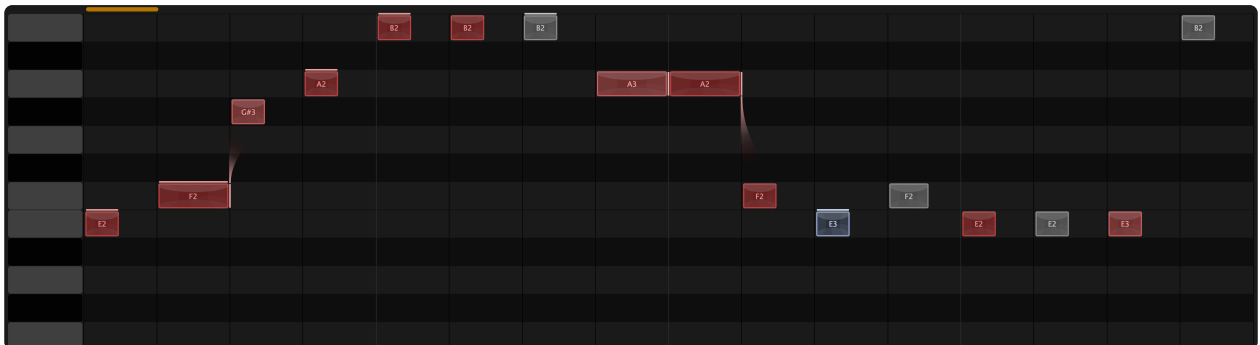 B2 B2 B2 B2
A2 A3 A2
G#3
F2 F2 F2
E2 E3 E2 E2 E3